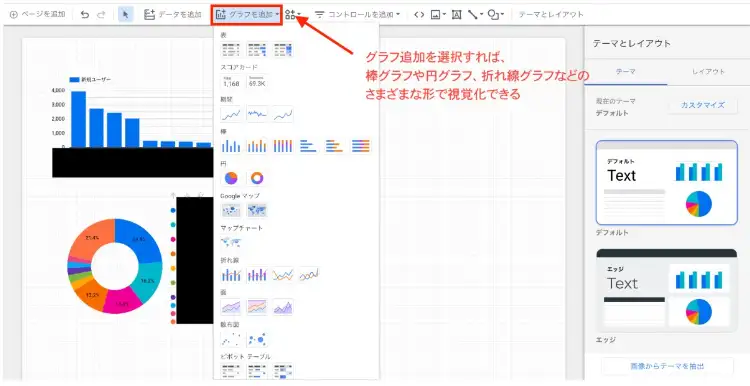 ページを追加
データを追加
グラフを追加
コントロールを追加
テーマとレイアウト
グラフ追加を選択すれば、
棒グラフや円グラフ、折れ線グラフなどの
さまざまな形で視覚化できる
新規ユーザー
4,000
3,000
2,000
1,000
0
表
スコアカード
1,168
69.3K
期間
棒
円
Google マップ
マップチャート
折れ線
面
散布図
ピボット テーブル
テーマとレイアウト
テーマ
レイアウト
現在のテーマ
デフォルト
カスタマイズ
デフォルト
Text
デフォルト
エッジ
Text
エッジ
画像からテーマを抽出